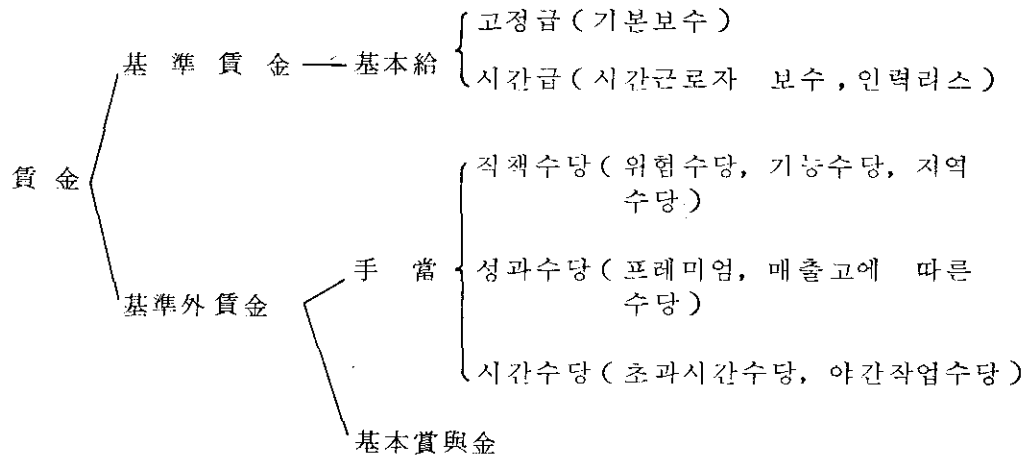 고정급 ( 기본보수 )
基準賃金 — 基本給
시간급 ( 시간근로자 보수 , 인력리스 )
직책수당 ( 위험수당, 기능수당, 지역
수당 )
賃金
手當
성과수당 ( 프레미엄, 매출고에 따른
수당 )
基準外賃金
시간수당 ( 초과시간수당, 야간작업수당 )
基本賞與金